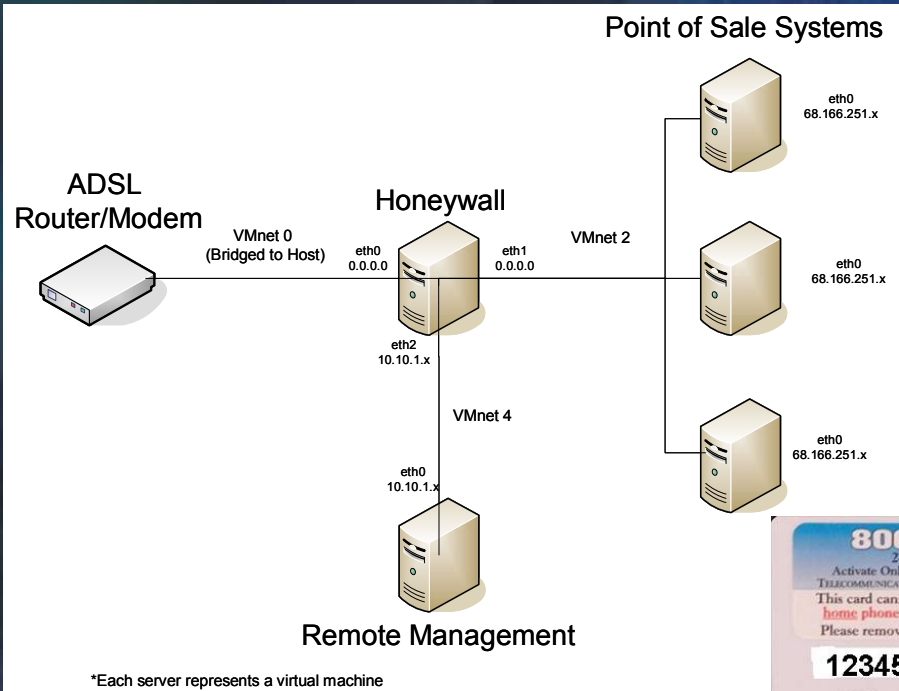 Point of Sale Systems
eth0
68.166.251.x
ADSL
Router/Modem
Honeywall
VMnet 0
(Bridged to Host)
eth0
0.0.0.0
eth1
0.0.0.0
VMnet 2
eth0
68.166.251.x
eth2
10.10.1.x
VMnet 4
eth0
68.166.251.x
eth0
10.10.1.x
Remote Management
*Each server represents a virtual machine
800
2
Activate
This card can
home phone
Please
12345